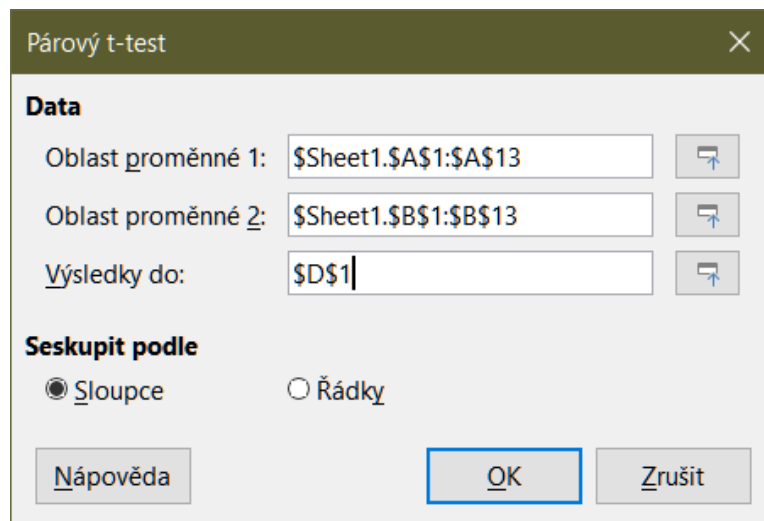 Párový t-test
Data
Oblast proměnné 1: $Sheet1.$A$1:$A$13
Oblast proměnné 2: $Sheet1.$B$1:$B$13
Výsledky do: $D$1
Seskupit podle
Sloupce Řádky
Nápověda OK Zrušit